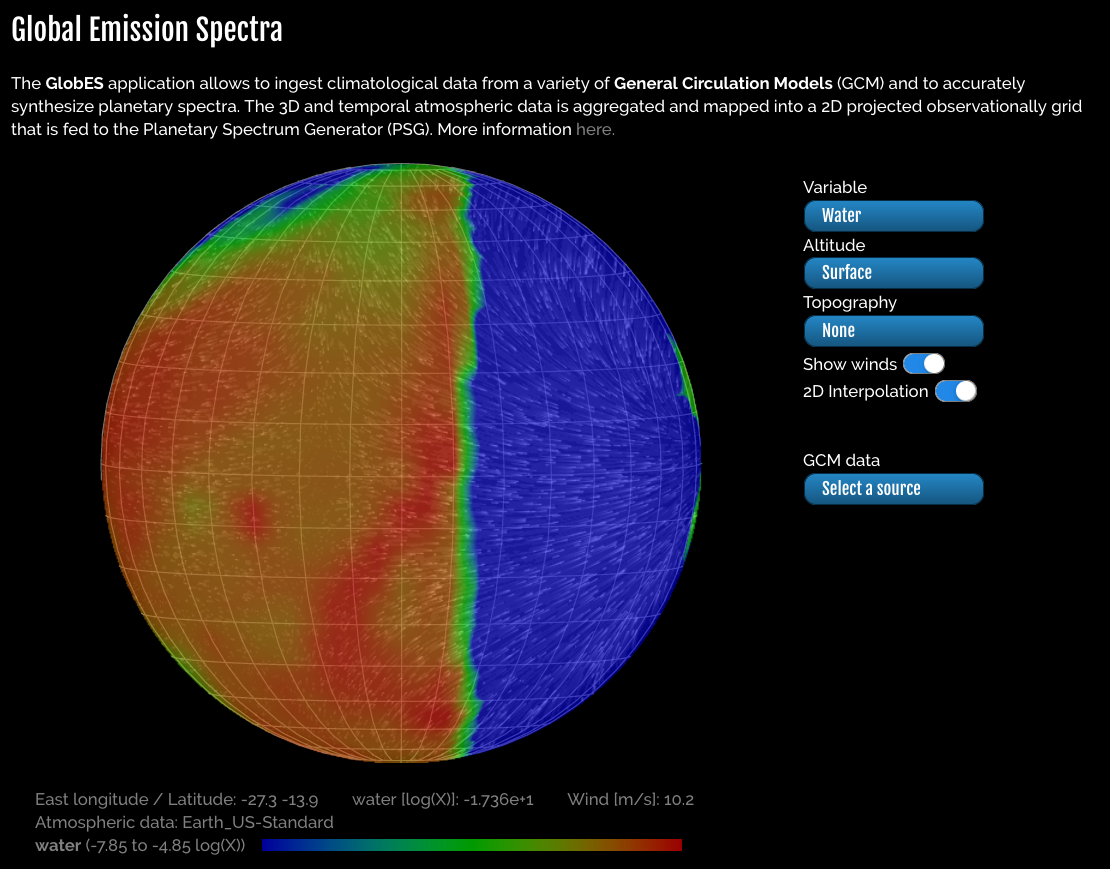 Global Emission Spectra
The GlobES application allows to ingest climatological data from a variety of General Circulation Models (GCM) and to accurately
synthesize planetary spectra. The 3D and temporal atmospheric data is aggregated and mapped into a 2D projected observationally grid
that is fed to the Planetary Spectrum Generator (PSG). More information here.
Variable
Water
Altitude
Surface
Topography
None
Show winds
2D Interpolation
GCM data
Select a source
East longitude / Latitude: -27.3 -13.9 water [log(X)]: -1.736e+1 Wind [m/s]: 10.2
Atmospheric data: Earth_US-Standard
water (-7.85 to -4.85 log(X))